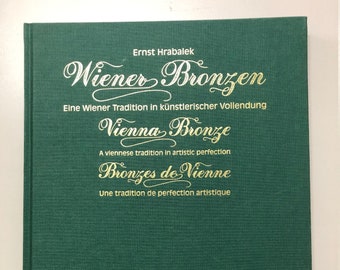 Ernst Hrabalek
Wiener Bronzen
Eine Wiener Tradition in künstlerischer Vollendung
Vienna Bronze
A viennese tradition in artistic perfection
Bronzes de Vienne
Une tradition de perfection artistique